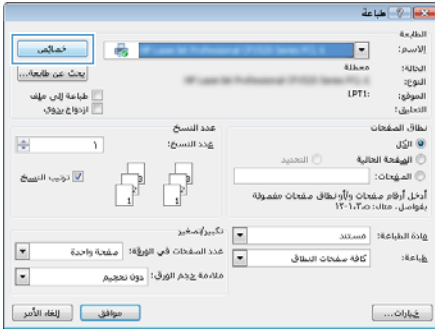 طباعة
الطابعة
الاسم:
خصائص
الحالة: معطلة
النوع:
الموقع: LPT1:
التعليق:
بحث عن طابعة...
طباعة إلى ملف
ازدواج يدوي
نطاق الصفحات
الكل
الصفحة الحالية
التحديد
الصفحات:
أدخل أرقام صفحات و/أو نطاق صفحات مفصولة
بفواصل، مثال: ١،٣،٥-١٢
عدد النسخ
عدد النسخ: ١
ترتيب النسخ
مادة الطباعة: مستند
طباعة: كافة صفحات النطاق
تكبير/تصغير
عدد الصفحات في الورقة: صفحة واحدة
ملاءمة حجم الورق: دون تحجيم
خيارات...
موافق
إلغاء الأمر